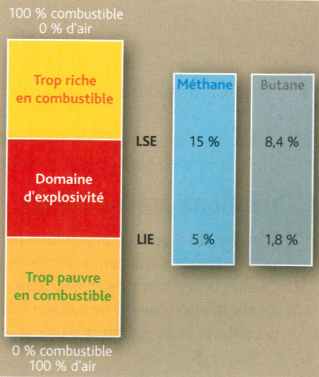 100 % combustible
0 % d'air
Trop riche
en combustible
Méthane
Butane
LSE
15 %
8,4 %
Domaine
d'explosivité
LIE
5 %
1,8 %
Trop pauvre
en combustible
0 % combustible
100 % d'air